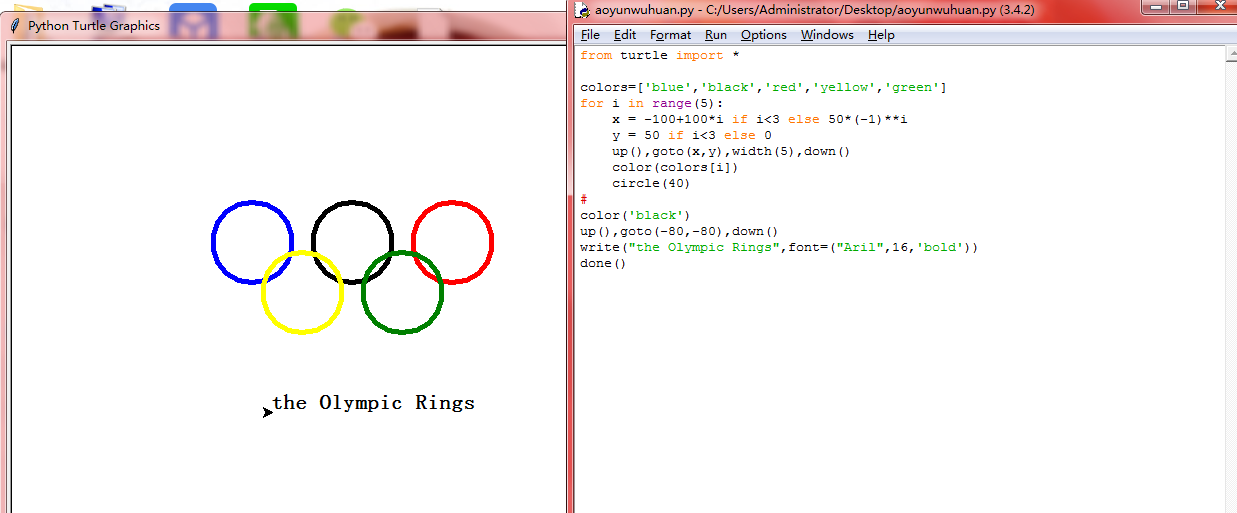 Python Turtle Graphics
the Olympic Rings
aoyunwuhuan.py - C:/Users/Administrator/Desktop/aoyunwuhuan.py (3.4.2)
File Edit Format Run Options Windows Help
from turtle import *
colors=['blue','black','red','yellow','green']
for i in range(5):
    x = -100+100*i if i<3 else 50*(-1)**i
    y = 50 if i<3 else 0
    up(),goto(x,y),width(5),down()
    color(colors[i])
    circle(40)
#
color('black')
up(),goto(-80,-80),down()
write("the Olympic Rings",font=("Aril",16,'bold'))
done()